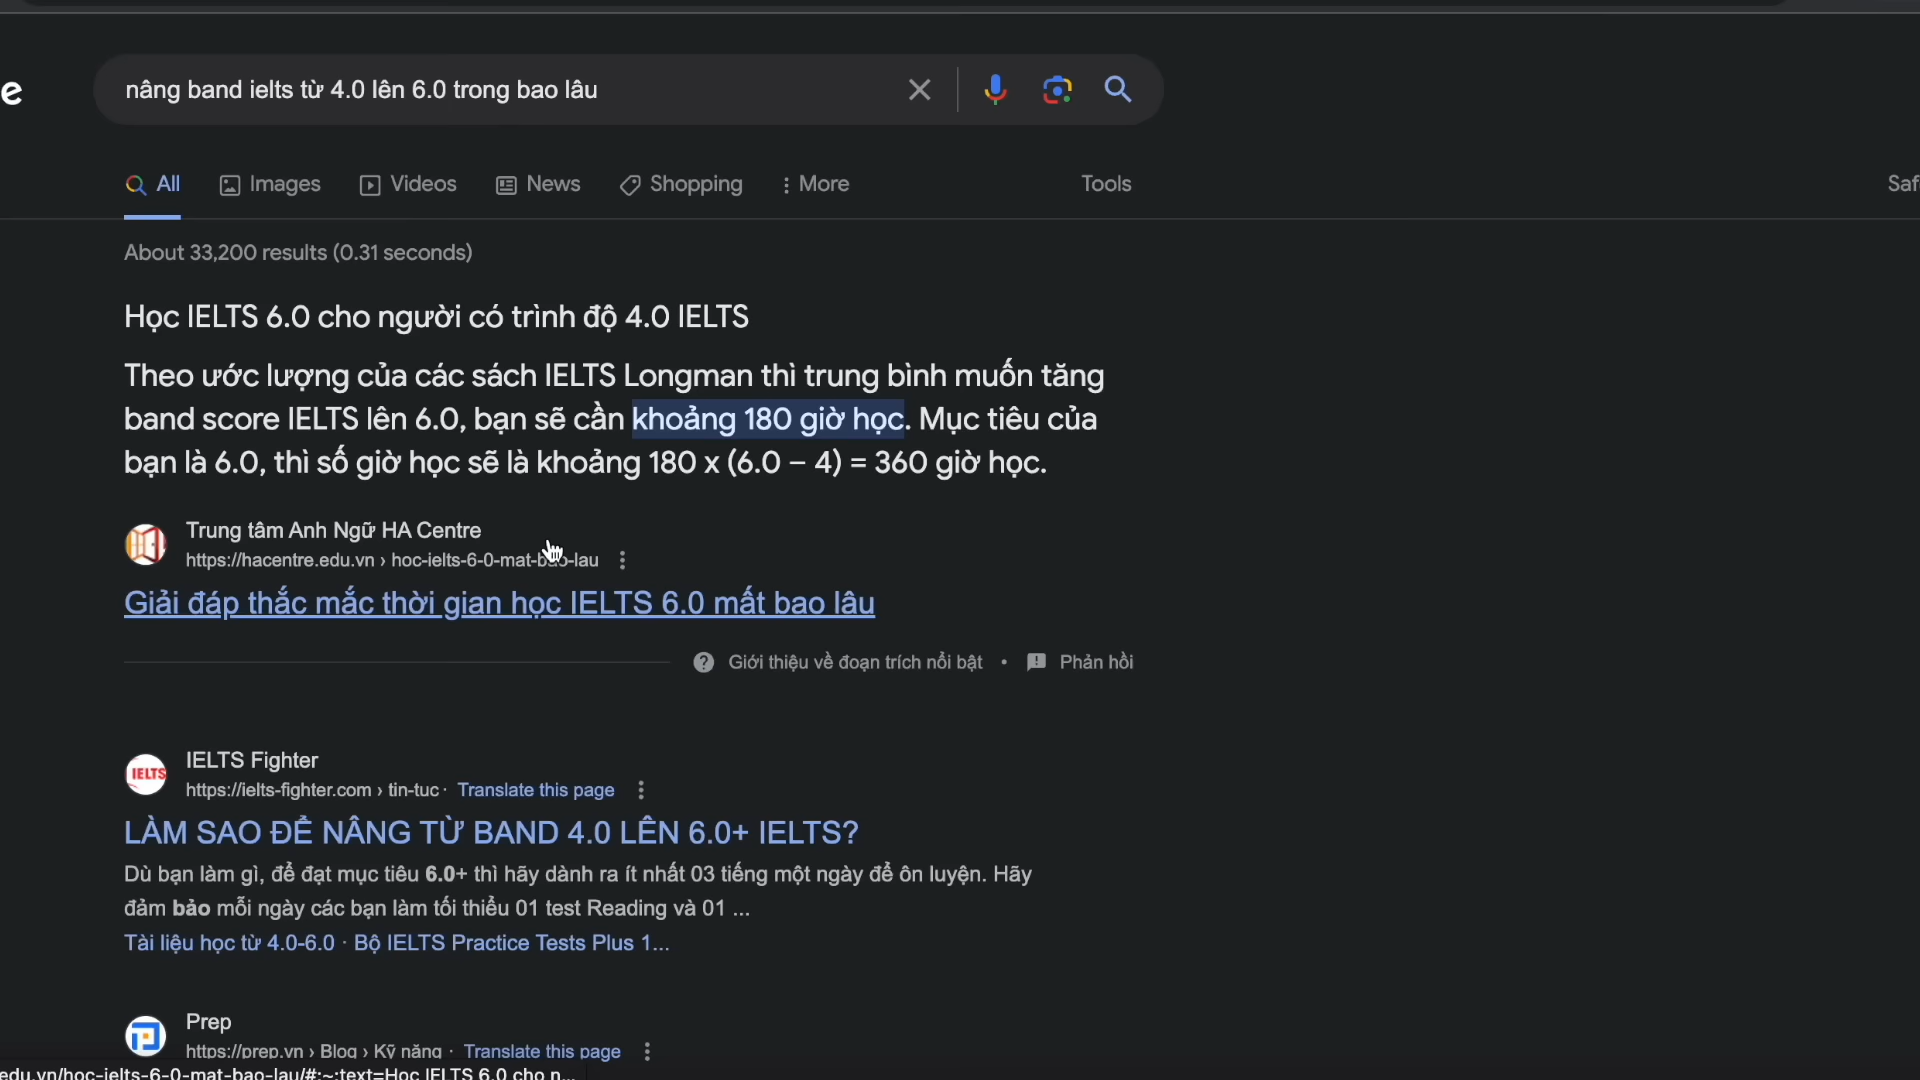 e
nâng band ielts từ 4.0 lên 6.0 trong bao lâu
All Images Videos News Shopping More Tools Saf
About 33,200 results (0.31 seconds)
Học IELTS 6.0 cho người có trình độ 4.0 IELTS
Theo ước lượng của các sách IELTS Longman thì trung bình muốn tăng
band score IELTS lên 6.0, bạn sẽ cần khoảng 180 giờ học. Mục tiêu của
bạn là 6.0, thì số giờ học sẽ là khoảng 180 x (6.0 – 4) = 360 giờ học.
Trung tâm Anh Ngữ HA Centre
https://hacentre.edu.vn › hoc-ielts-6-0-mat-bao-lau
Giải đáp thắc mắc thời gian học IELTS 6.0 mất bao lâu
Giới thiệu về đoạn trích nổi bật • Phản hồi
IELTS
IELTS Fighter
https://ielts-fighter.com › tin-tuc · Translate this page
LÀM SAO ĐỂ NÂNG TỪ BAND 4.0 LÊN 6.0+ IELTS?
Dù bạn làm gì, để đạt mục tiêu 6.0+ thì hãy dành ra ít nhất 03 tiếng một ngày để ôn luyện. Hãy
đảm bảo mỗi ngày các bạn làm tối thiểu 01 test Reading và 01 ...
Tài liệu học từ 4.0-6.0 · Bộ IELTS Practice Tests Plus 1...
Prep
https://prep.vn › Blog › Kỹ năng · Translate this page
edu.vn/hoc-ielts-6-0-mat-bao-lau/#:~:text=Học IELTS 6.0 cho n...